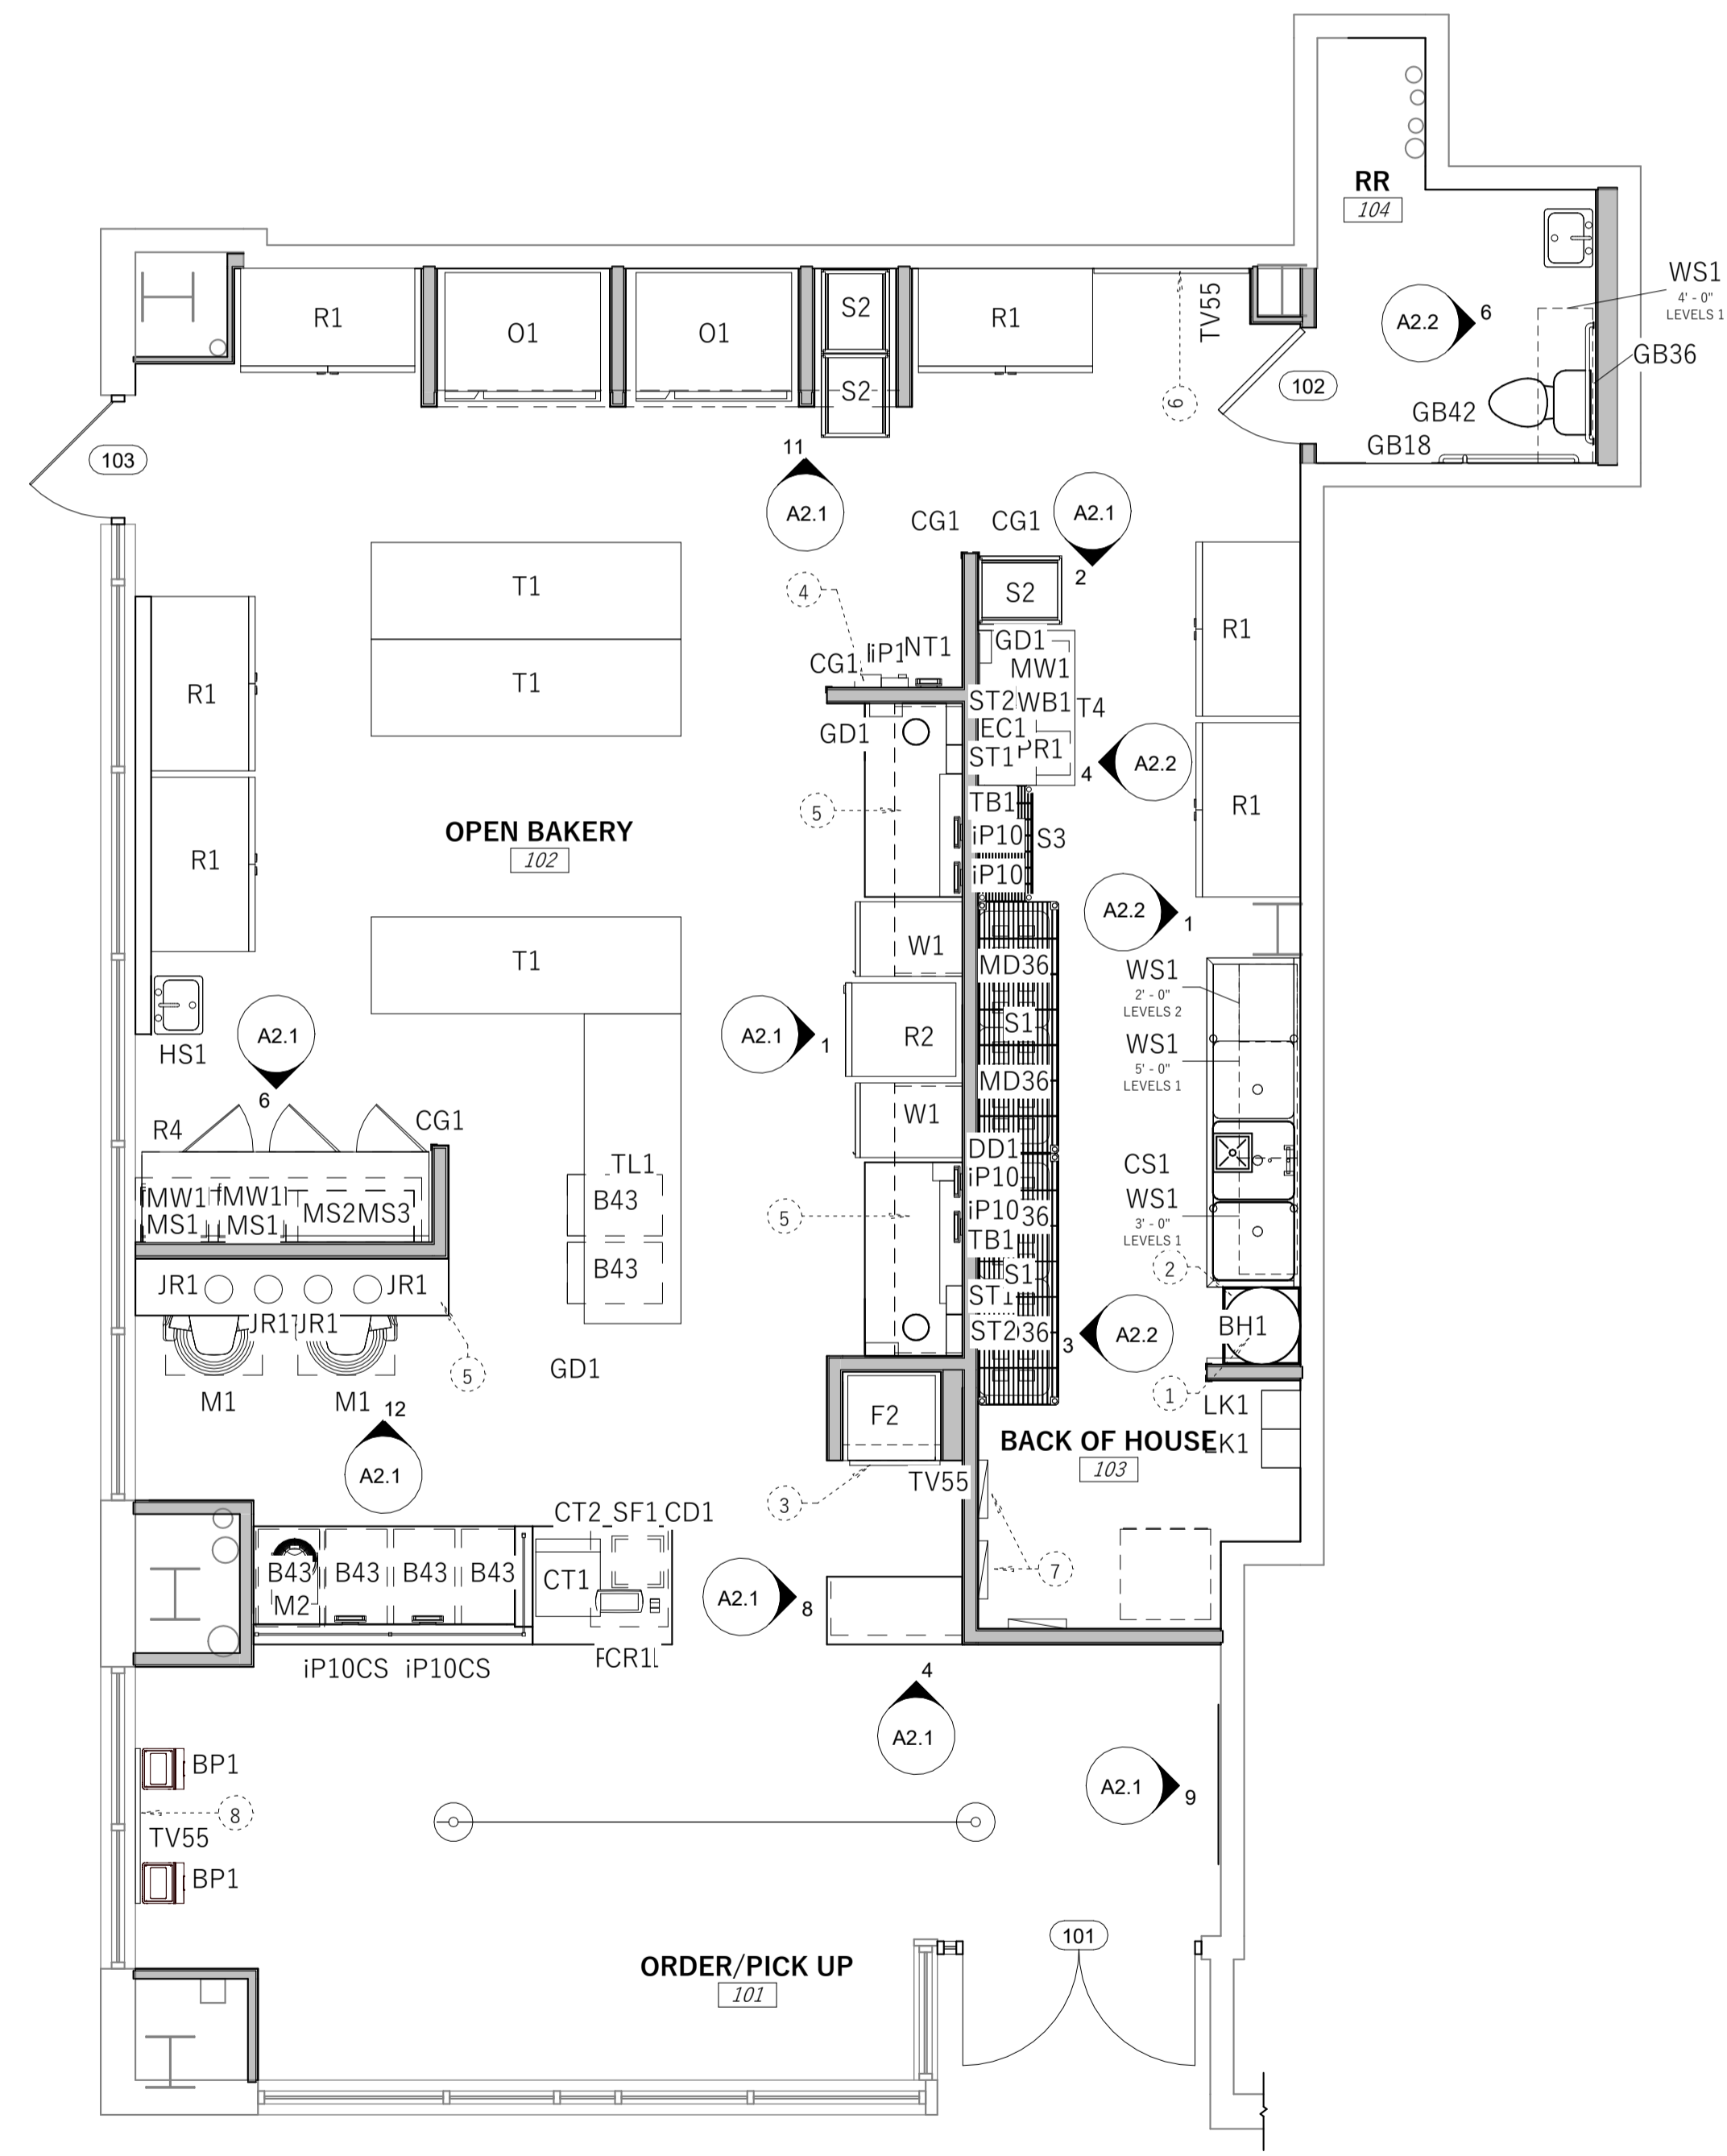 RR
104
WS1
4' - 0"
LEVELS 1
A2.2
6
GB36
GB42
GB18
102
R1
O1
O1
S2
S2
R1
TV55
6
103
11
A2.1
CG1
CG1
A2.1
2
T1
T1
4
CG1
iP1
NT1
S2
GD1
MW1
ST2
WB1
T4
EC1
ST1
PR1
R1
R1
GD1
4
A2.2
R1
R1
5
TB1
iP10
S3
iP10
OPEN BAKERY
102
A2.2
1
T1
W1
MD36
WS1
2' - 0"
LEVELS 2
S1
R2
A2.1
1
HS1
A2.1
6
WS1
5' - 0"
LEVELS 1
MD36
W1
R4
CG1
DD1
CS1
TL1
B43
iP10
WS1
3' - 0"
LEVELS 1
MW1
MW1
MS1
MS1
MS2
MS3
5
iP10
36
TB1
B43
S1
2
JR1
JR1
JR1
JR1
ST1
ST2
36
3
A2.2
BH1
5
GD1
M1
M1
12
A2.1
F2
1
LK1
LK1
BACK OF HOUSE
103
TV55
3
CT2
SF1
CD1
B43
B43
B43
B43
M2
CT1
A2.1
8
7
iP10CS
iP10CS
CR1
4
A2.1
BP1
8
TV55
BP1
A2.1
9
101
ORDER/PICK UP
101